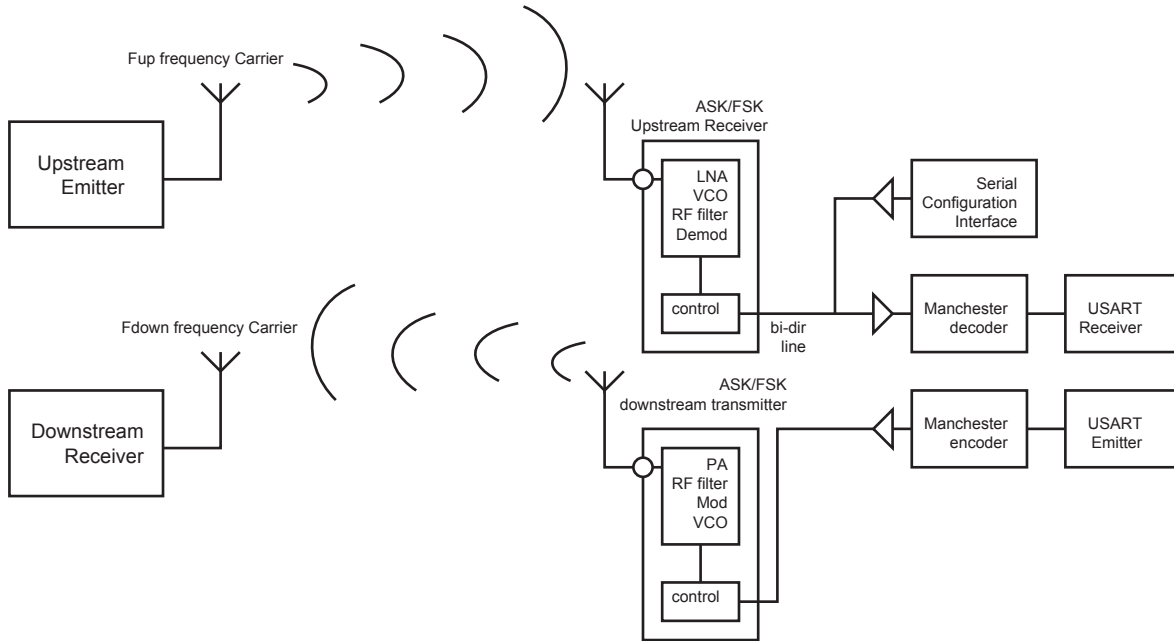 Fup frequency Carrier
Upstream
Emitter
ASK/FSK
Upstream Receiver
LNA
VCO
RF filter
Demod
control
bi-dir
line
Serial
Configuration
Interface
Manchester
decoder
USART
Receiver
Fdown frequency Carrier
Downstream
Receiver
ASK/FSK
downstream transmitter
PA
RF filter
Mod
VCO
control
Manchester
encoder
USART
Emitter